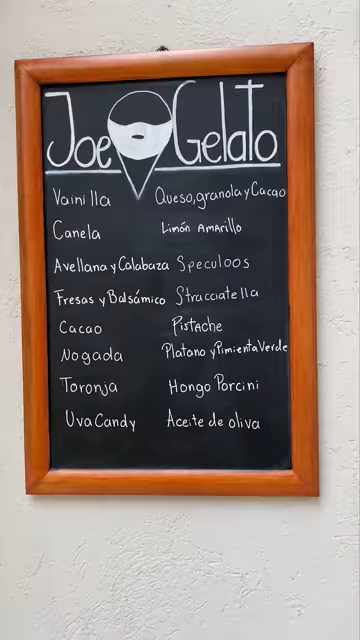 Joe Gelato
Vainilla
Canela
Avellana y Calabaza
Fresas y Balsámico
Cacao
Nogada
Toronja
Uva Candy
Queso, granola y Cacao
Limón Amarillo
Speculoos
Stracciatella
Pistache
Platano y Pimienta Verde
Hongo Porcini
Aceite de oliva